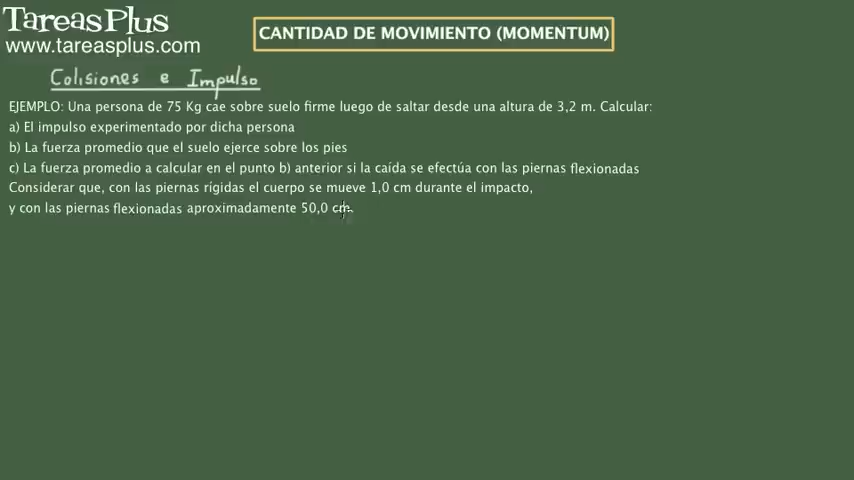 TareasPlus
www.tareasplus.com
CANTIDAD DE MOVIMIENTO (MOMENTUM)
Colisiones e Impulso
EJEMPLO: Una persona de 75 Kg cae sobre suelo firme luego de saltar desde una altura de 3,2 m. Calcular:
a) El impulso experimentado por dicha persona
b) La fuerza promedio que el suelo ejerce sobre los pies
c) La fuerza promedio a calcular en el punto b) anterior si la caída se efectúa con las piernas flexionadas
Considerar que, con las piernas rígidas el cuerpo se mueve 1,0 cm durante el impacto,
y con las piernas flexionadas aproximadamente 50,0 cm.